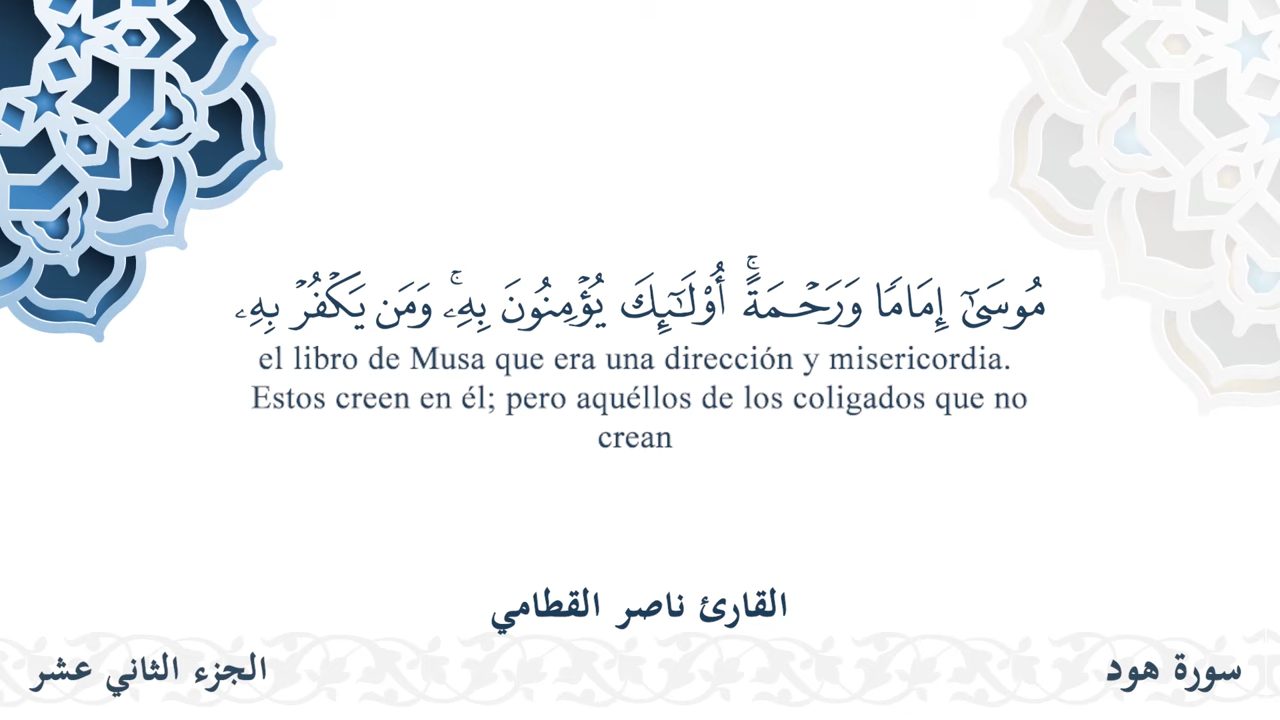 مُوسَىٰٓ إِمَامٗا وَرَحۡمَةًۚ أُوْلَـٰٓئِكَ يُؤۡمِنُونَ بِهِۦۚ وَمَن يَكۡفُرۡ بِهِۦ
el libro de Musa que era una dirección y misericordia.
Estos creen en él; pero aquéllos de los coligados que no
crean
القارئ ناصر القطامي
سورة هود
الجزء الثاني عشر